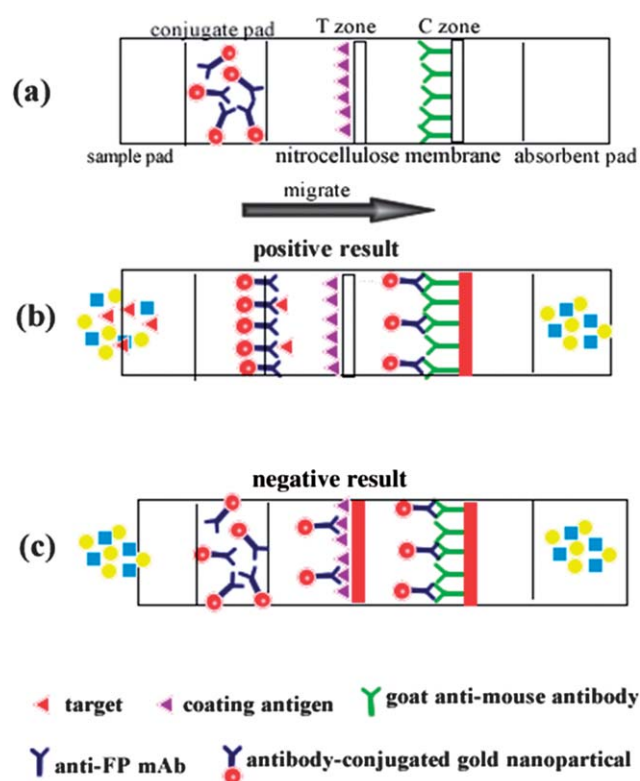 conjugate pad T zone C zone
(a)
sample pad nitrocellulose membrane absorbent pad
migrate
positive result
(b)
negative result
(c)
target coating antigen goat anti-mouse antibody
anti-FP mAb antibody-conjugated gold nanopartical